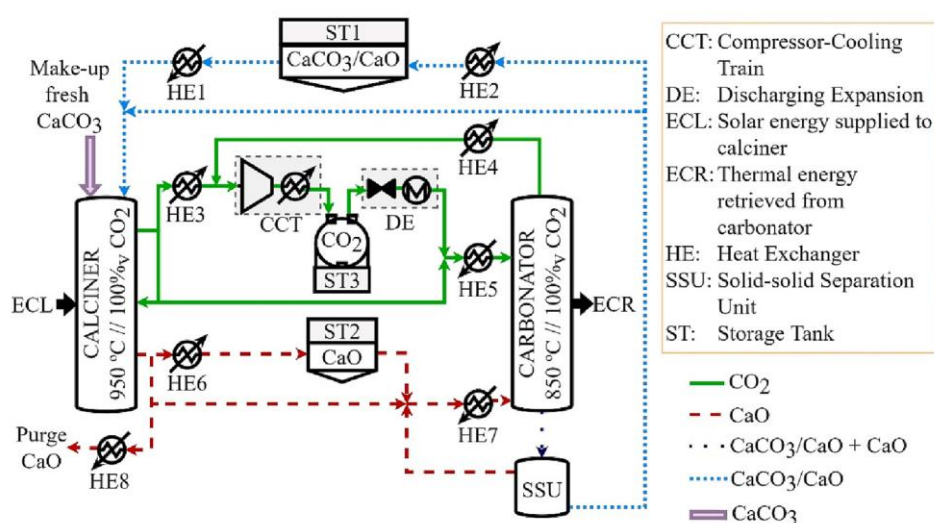 ST1
CaCO3/CaO
HE1
HE2
Make-up
fresh
CaCO3
HE4
HE3
CCT
DE
CO2
ST3
HE5
CALCINER
950 ºC // 100%v CO2
CARBONATOR
850 ºC // 100%v CO2
ECL
ECR
ST2
CaO
HE6
HE7
Purge
CaO
HE8
SSU
CCT: Compressor-Cooling
Train
DE: Discharging Expansion
ECL: Solar energy supplied to
calciner
ECR: Thermal energy
retrieved from
carbonator
HE: Heat Exchanger
SSU: Solid-solid Separation
Unit
ST: Storage Tank
CO2
CaO
CaCO3/CaO + CaO
CaCO3/CaO
CaCO3